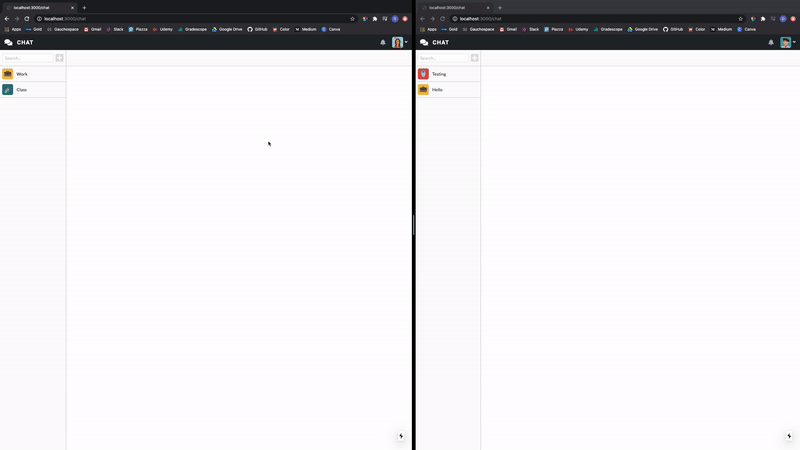 localhost:3000/chat
localhost:3000/chat
Apps Gold Gauchospace Gmail Slack Piazza Udemy Gradescope Google Drive GitHub Color Medium Canva
CHAT
Search...
Work
Class
localhost:3000/chat
localhost:3000/chat
Apps Gold Gauchospace Gmail Slack Piazza Udemy Gradescope Google Drive GitHub Color Medium Canva
CHAT
Search...
Testing
Hello